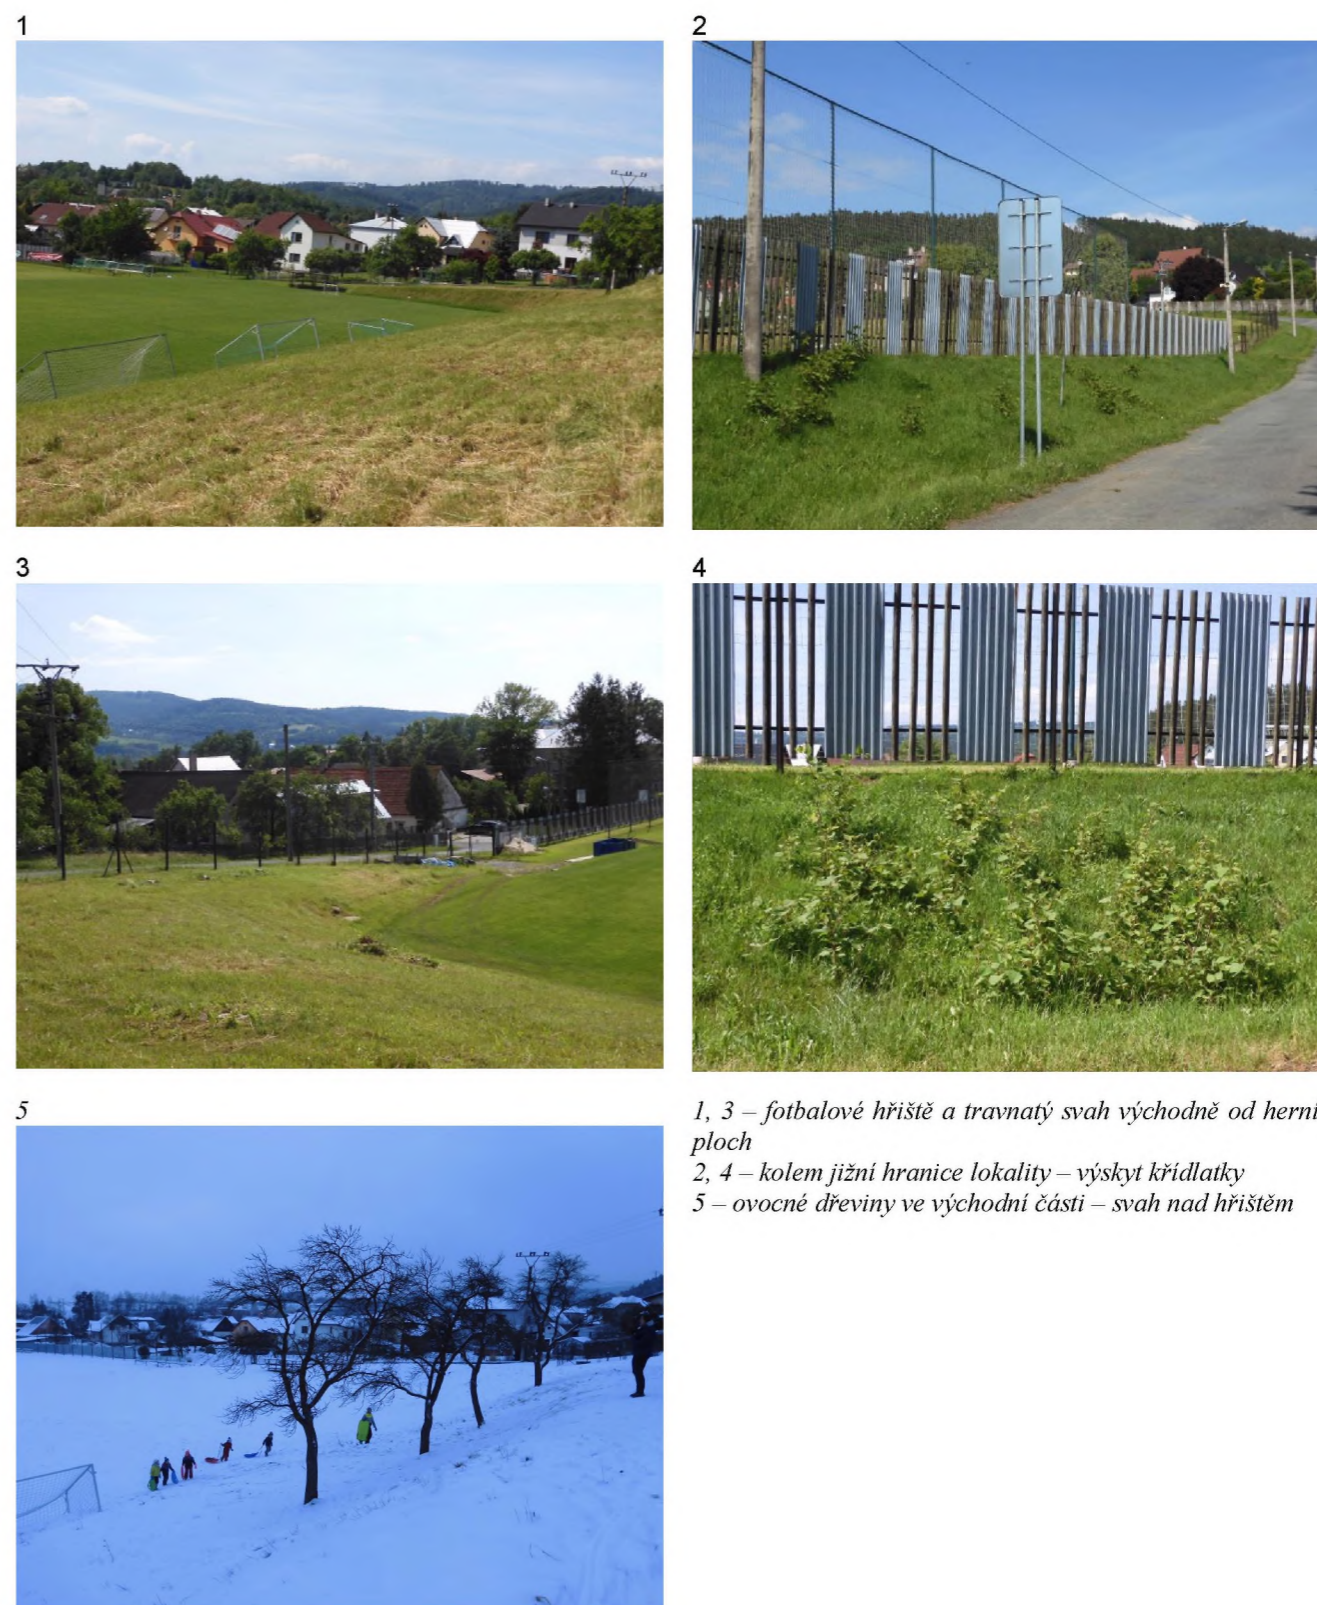 1
2
3
4
5
1, 3 – fotbalové hřiště a travnatý svah východně od herní
ploch
2, 4 – kolem jižní hranice lokality – výskyt křídlatky
5 – ovocné dřeviny ve východní části – svah nad hřištěm